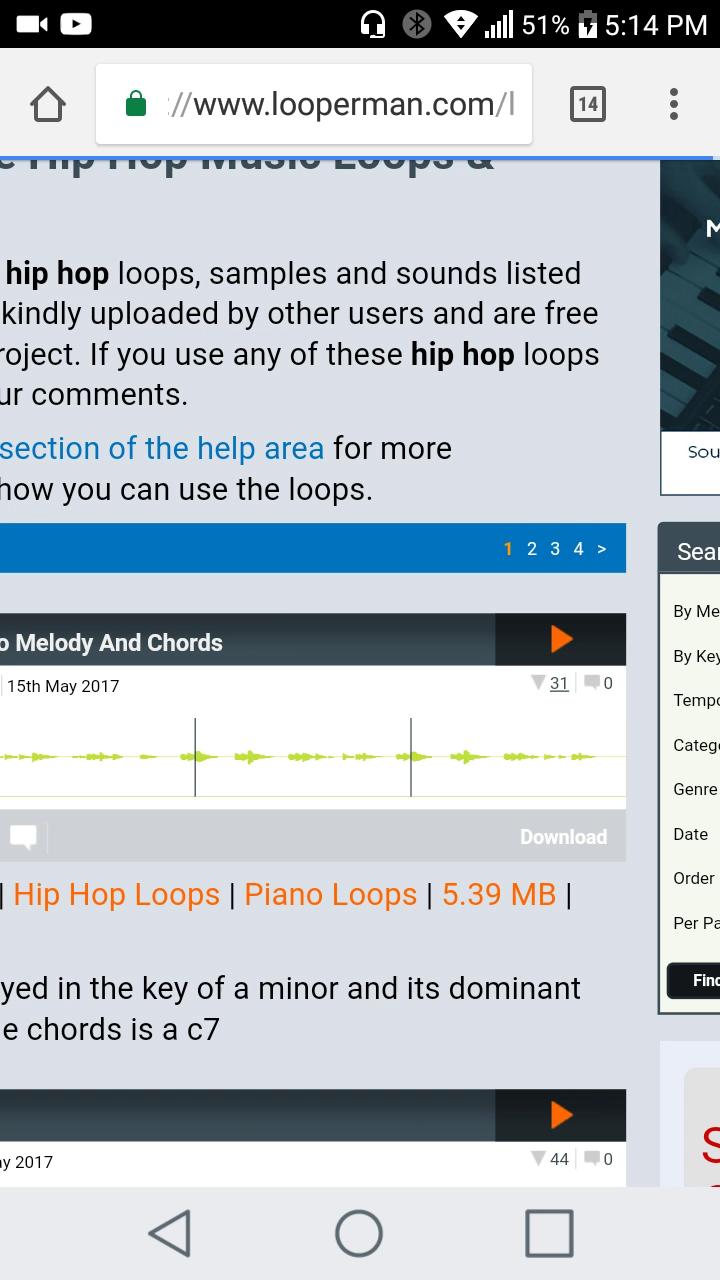 51% 5:14 PM
://www.looperman.com/l
14
e Hip Hop Music Loops &
M
hip hop loops, samples and sounds listed
kindly uploaded by other users and are free
roject. If you use any of these hip hop loops
ur comments.
Sou
section of the help area for more
how you can use the loops.
1 2 3 4 >
Sear
By Me
By Key
Tempo
Catego
Genre
Date
Order
Per Pa
Find
o Melody And Chords
15th May 2017
31 0
Download
| Hip Hop Loops | Piano Loops | 5.39 MB |
yed in the key of a minor and its dominant
e chords is a c7
ay 2017
44 0
S